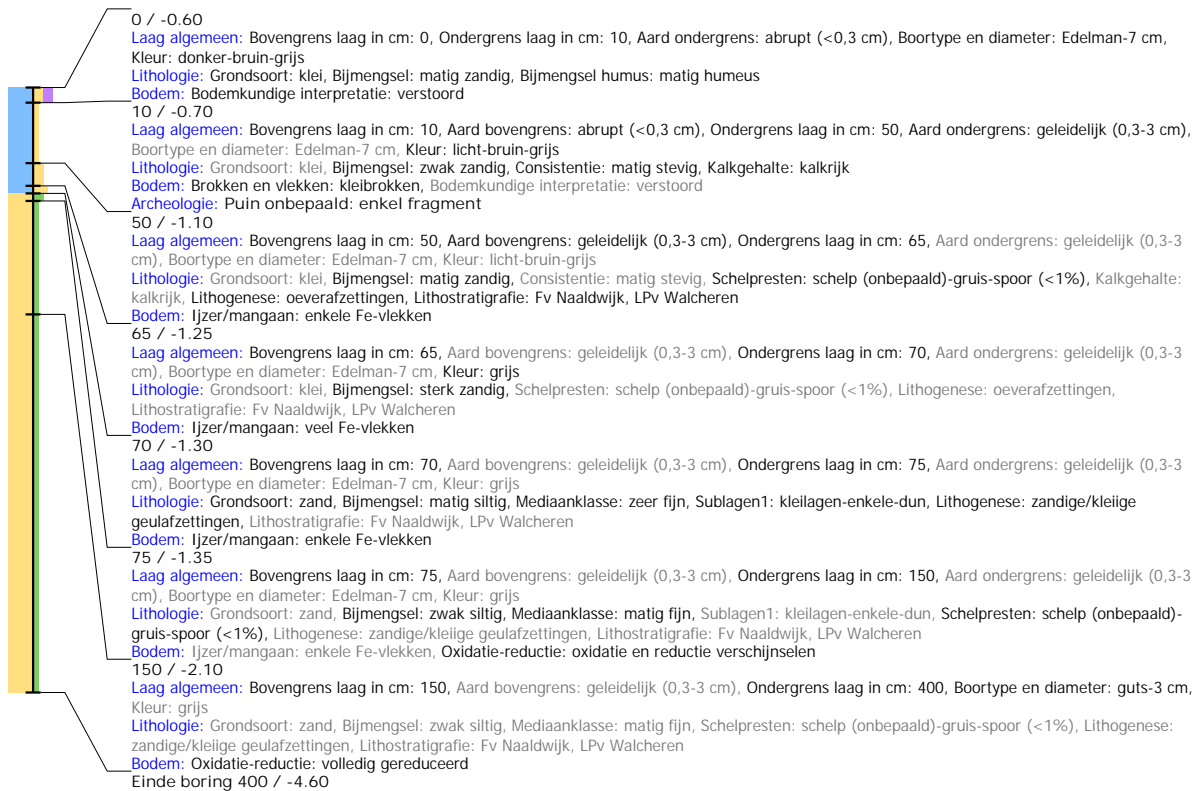 0 / -0.60
Laag algemeen: Bovengrens laag in cm: 0, Ondergrens laag in cm: 10, Aard ondergrens: abrupt (<0,3 cm), Boortype en diameter: Edelman-7 cm,
Kleur: donker-bruin-grijs
Lithologie: Grondsoort: klei, Bijmengsel: matig zandig, Bijmengsel humus: matig humeus
Bodem: Bodemkundige interpretatie: verstoord
10 / -0.70
Laag algemeen: Bovengrens laag in cm: 10, Aard bovengrens: abrupt (<0,3 cm), Ondergrens laag in cm: 50, Aard ondergrens: geleidelijk (0,3-3 cm),
Boortype en diameter: Edelman-7 cm, Kleur: licht-bruin-grijs
Lithologie: Grondsoort: klei, Bijmengsel: zwak zandig, Consistentie: matig stevig, Kalkgehalte: kalkrijk
Bodem: Brokken en vlekken: kleibrokken, Bodemkundige interpretatie: verstoord
Archeologie: Puin onbepaald: enkel fragment
50 / -1.10
Laag algemeen: Bovengrens laag in cm: 50, Aard bovengrens: geleidelijk (0,3-3 cm), Ondergrens laag in cm: 65, Aard ondergrens: geleidelijk (0,3-3
cm), Boortype en diameter: Edelman-7 cm, Kleur: licht-bruin-grijs
Lithologie: Grondsoort: klei, Bijmengsel: matig zandig, Consistentie: matig stevig, Schelpresten: schelp (onbepaald)-gruis-spoor (<1%), Kalkgehalte:
kalkrijk, Lithogenese: oeverafzettingen, Lithostratigrafie: Fv Naaldwijk, LPv Walcheren
Bodem: Ijzer/mangaan: enkele Fe-vlekken
65 / -1.25
Laag algemeen: Bovengrens laag in cm: 65, Aard bovengrens: geleidelijk (0,3-3 cm), Ondergrens laag in cm: 70, Aard ondergrens: geleidelijk (0,3-3
cm), Boortype en diameter: Edelman-7 cm, Kleur: grijs
Lithologie: Grondsoort: klei, Bijmengsel: sterk zandig, Schelpresten: schelp (onbepaald)-gruis-spoor (<1%), Lithogenese: oeverafzettingen,
Lithostratigrafie: Fv Naaldwijk, LPv Walcheren
Bodem: Ijzer/mangaan: veel Fe-vlekken
70 / -1.30
Laag algemeen: Bovengrens laag in cm: 70, Aard bovengrens: geleidelijk (0,3-3 cm), Ondergrens laag in cm: 75, Aard ondergrens: geleidelijk (0,3-3
cm), Boortype en diameter: Edelman-7 cm, Kleur: grijs
Lithologie: Grondsoort: zand, Bijmengsel: matig siltig, Mediaanklasse: zeer fijn, Sublagen1: kleilagen-enkele-dun, Lithogenese: zandige/kleiige
geulafzettingen, Lithostratigrafie: Fv Naaldwijk, LPv Walcheren
Bodem: Ijzer/mangaan: enkele Fe-vlekken
75 / -1.35
Laag algemeen: Bovengrens laag in cm: 75, Aard bovengrens: geleidelijk (0,3-3 cm), Ondergrens laag in cm: 150, Aard ondergrens: geleidelijk (0,3-3
cm), Boortype en diameter: Edelman-7 cm, Kleur: grijs
Lithologie: Grondsoort: zand, Bijmengsel: zwak siltig, Mediaanklasse: matig fijn, Sublagen1: kleilagen-enkele-dun, Schelpresten: schelp (onbepaald)-
gruis-spoor (<1%), Lithogenese: zandige/kleiige geulafzettingen, Lithostratigrafie: Fv Naaldwijk, LPv Walcheren
Bodem: Ijzer/mangaan: enkele Fe-vlekken, Oxidatie-reductie: oxidatie en reductie verschijnselen
150 / -2.10
Laag algemeen: Bovengrens laag in cm: 150, Aard bovengrens: geleidelijk (0,3-3 cm), Ondergrens laag in cm: 400, Boortype en diameter: guts-3 cm,
Kleur: grijs
Lithologie: Grondsoort: zand, Bijmengsel: zwak siltig, Mediaanklasse: matig fijn, Schelpresten: schelp (onbepaald)-gruis-spoor (<1%), Lithogenese:
zandige/kleiige geulafzettingen, Lithostratigrafie: Fv Naaldwijk, LPv Walcheren
Bodem: Oxidatie-reductie: volledig gereduceerd
Einde boring 400 / -4.60